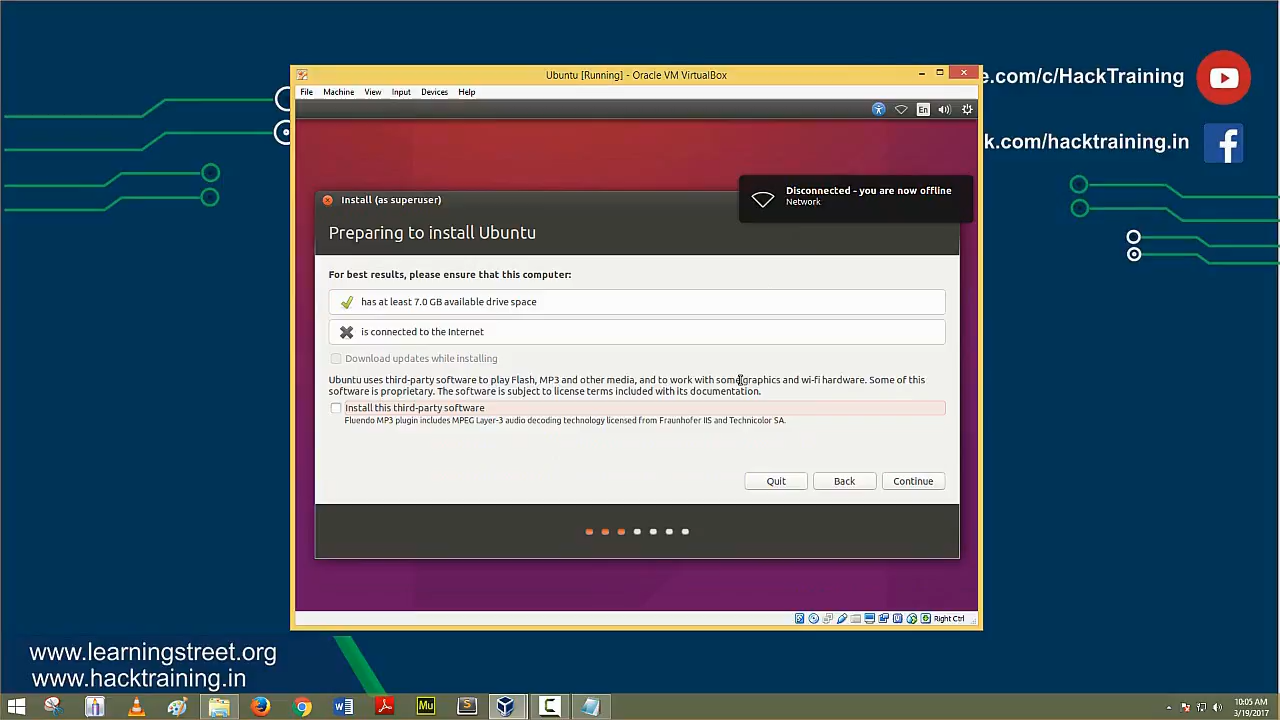 Ubuntu [Running] - Oracle VM VirtualBox
e.com/c/HackTraining
File Machine View Input Devices Help
En
k.com/hacktraining.in
Disconnected - you are now offline
Network
Install (as superuser)
Preparing to install Ubuntu
For best results, please ensure that this computer:
has at least 7.0 GB available drive space
is connected to the Internet
Download updates while installing
Ubuntu uses third-party software to play Flash, MP3 and other media, and to work with some graphics and wi-fi hardware. Some of this
software is proprietary. The software is subject to license terms included with its documentation.
Install this third-party software
Fluendo MP3 plugin includes MPEG Layer-3 audio decoding technology licensed from Fraunhofer IIS and Technicolor SA.
Quit Back Continue
Right Ctrl
www.learningstreet.org
www.hacktraining.in
Mu
S
C
10:05 AM
3/19/2017